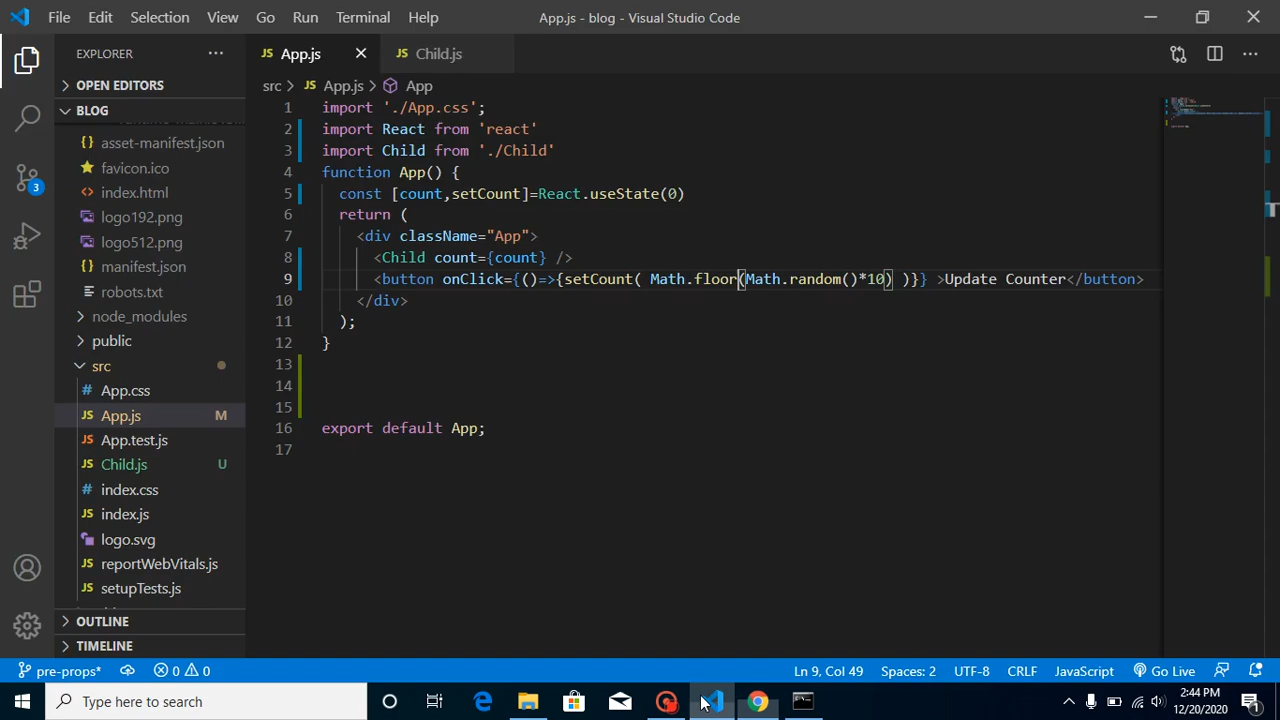 File Edit Selection View Go Run Terminal Help App.js - blog - Visual Studio Code
EXPLORER ···
JS App.js JS Child.js
OPEN EDITORS
src > JS App.js > App
BLOG
asset-manifest.json
favicon.ico
index.html
logo192.png
logo512.png
manifest.json
robots.txt
node_modules
public
src
App.css
App.js M
App.test.js
Child.js U
index.css
index.js
logo.svg
reportWebVitals.js
setupTests.js
OUTLINE
TIMELINE
3
1 import './App.css';
2 import React from 'react'
3 import Child from './Child'
4 function App() {
5 const [count,setCount]=React.useState(0)
6 return (
7 <div className="App">
8 <Child count={count} />
9 <button onClick={()=>{setCount( Math.floor(Math.random()*10) )}} >Update Counter</button>
10 </div>
11 );
12 }
13
14
15
16 export default App;
17
pre-props* 0 0 Ln 9, Col 49 Spaces: 2 UTF-8 CRLF JavaScript Go Live
Type here to search
2:44 PM
12/20/2020
1